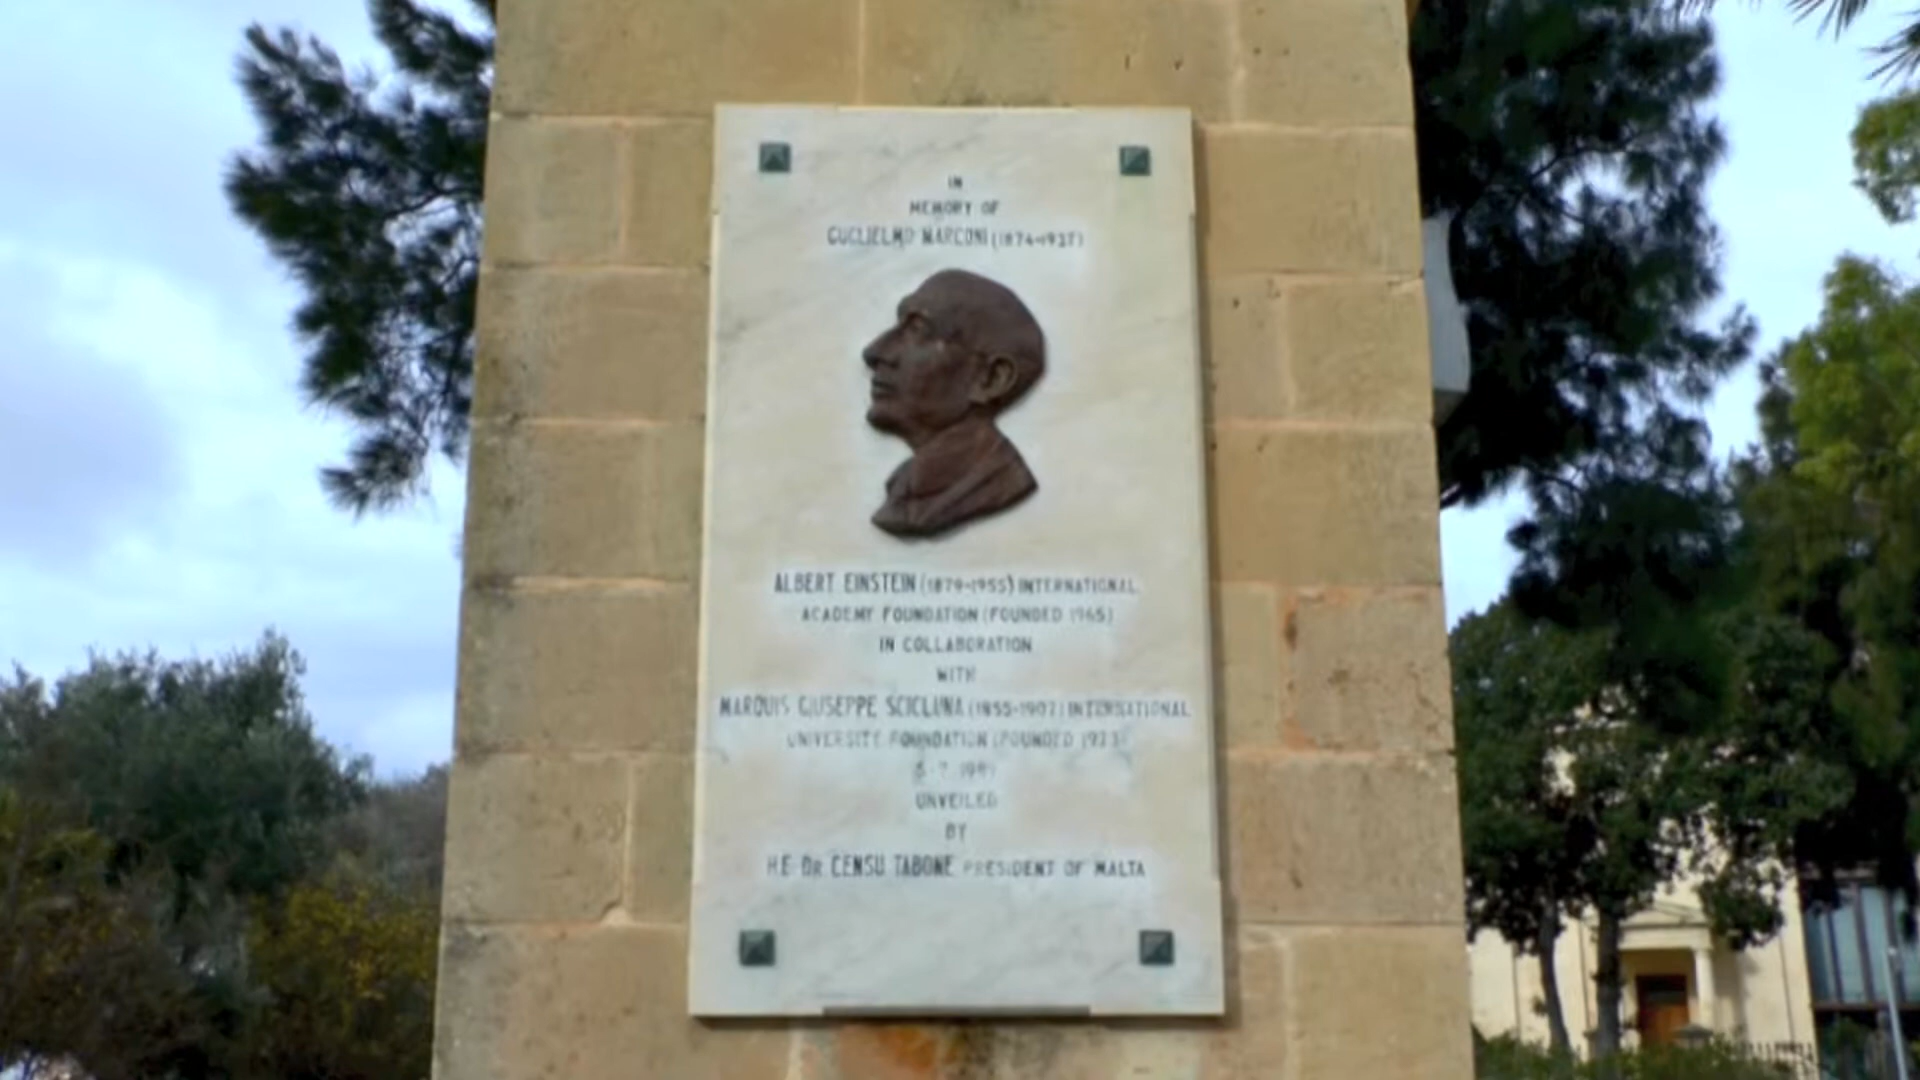 IN
MEMORY OF
GUGLIELMO MARCONI (1874-1937)
ALBERT EINSTEIN (1879-1955) INTERNATIONAL
ACADEMY FOUNDATION (FOUNDED 1965)
IN COLLABORATION
WITH
MARQUIS GIUSEPPE SCICLUNA (1855-1907) INTERNATIONAL
UNIVERSITY FOUNDATION (FOUNDED
UNVEILED
BY
H.E. DR. CENSU TABONE PRESIDENT OF MALTA